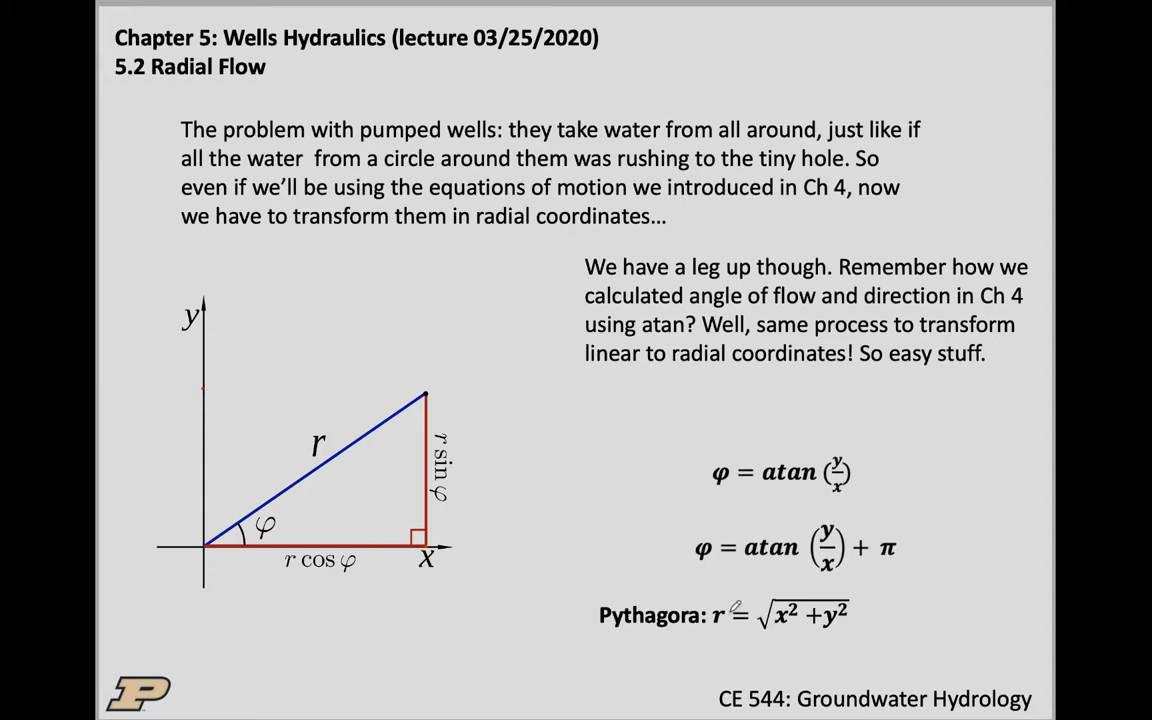 Chapter 5: Wells Hydraulics (lecture 03/25/2020)
5.2 Radial Flow
The problem with pumped wells: they take water from all around, just like if
all the water from a circle around them was rushing to the tiny hole. So
even if we'll be using the equations of motion we introduced in Ch 4, now
we have to transform them in radial coordinates...
We have a leg up though. Remember how we
calculated angle of flow and direction in Ch 4
using atan? Well, same process to transform
linear to radial coordinates! So easy stuff.
y
r
r sin φ
φ
r cos φ
x
φ = atan (y/x)
φ = atan (y/x) + π
Pythagora: r = √x² +y²
P
CE 544: Groundwater Hydrology